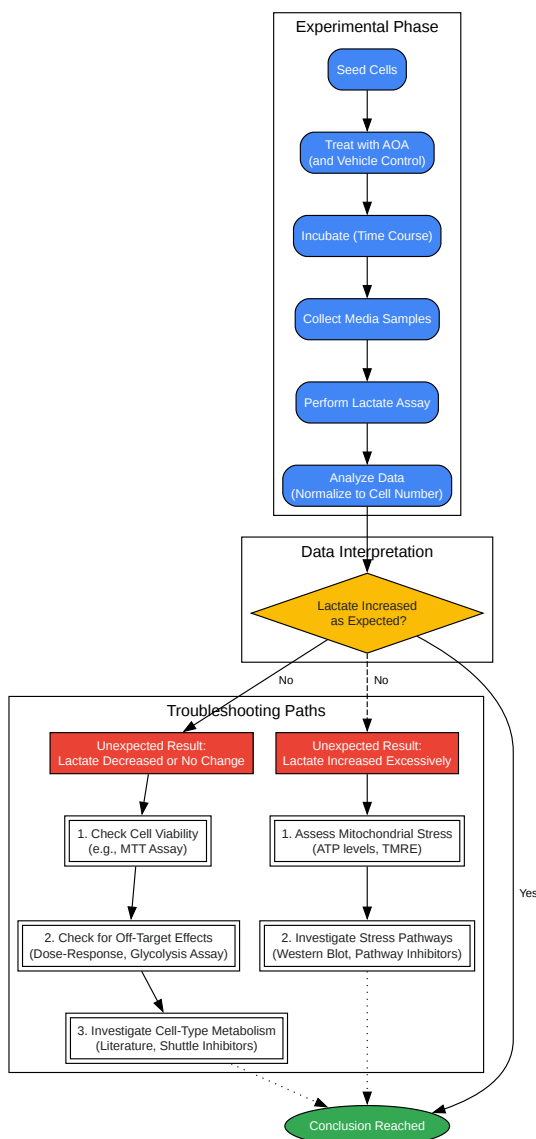 Experimental Phase
Seed Cells
Treat with AOA
(and Vehicle Control)
Incubate (Time Course)
Collect Media Samples
Perform Lactate Assay
Analyze Data
(Normalize to Cell Number)
Data Interpretation
Lactate Increased
as Expected?
No
No
Yes
Troubleshooting Paths
Unexpected Result:
Lactate Decreased or No Change
1. Check Cell Viability
(e.g., MTT Assay)
2. Check for Off-Target Effects
(Dose-Response, Glycolysis Assay)
3. Investigate Cell-Type Metabolism
(Literature, Shuttle Inhibitors)
Unexpected Result:
Lactate Increased Excessively
1. Assess Mitochondrial Stress
(ATP levels, TMRE)
2. Investigate Stress Pathways
(Western Blot, Pathway Inhibitors)
Conclusion Reached